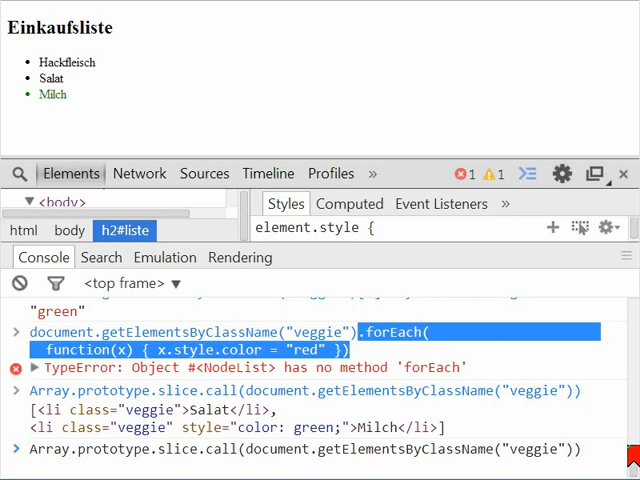 Einkaufsliste
Hackfleisch
Salat
Milch
Elements Network Sources Timeline Profiles » 1 1
<body>
html body h2#liste
Styles Computed Event Listeners »
element.style {
Console Search Emulation Rendering
<top frame>
"green"
document.getElementsByClassName("veggie").forEach(
function(x) { x.style.color = "red" })
TypeError: Object #<NodeList> has no method 'forEach'
Array.prototype.slice.call(document.getElementsByClassName("veggie"))
[<li class="veggie">Salat</li>,
<li class="veggie" style="color: green;">Milch</li>]
Array.prototype.slice.call(document.getElementsByClassName("veggie"))